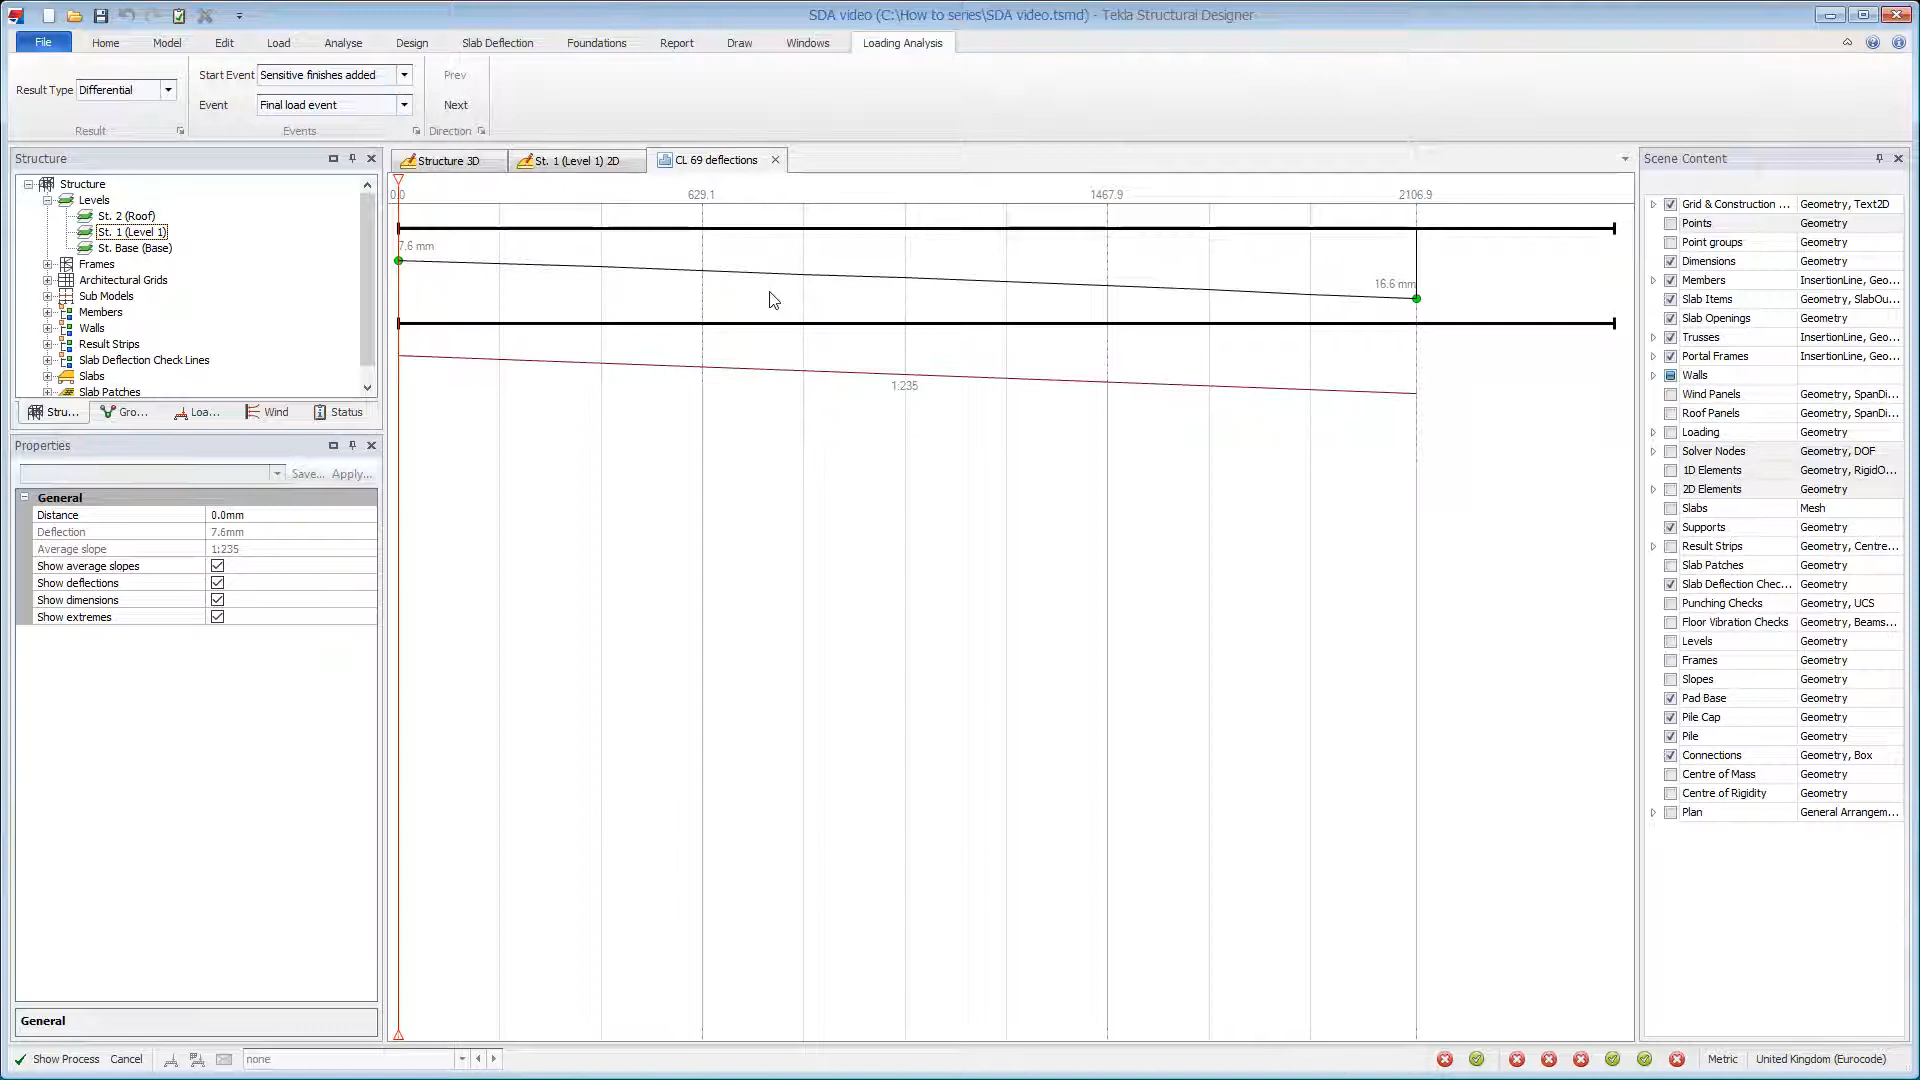 SDA video (C:\How to series\SDA video.tsmd) - Tekla Structural Designer
File Home Model Edit Load Analyse Design Slab Deflection Foundations Report Draw Windows Loading Analysis
Result Type Differential
Result
Start Event Sensitive finishes added
Event Final load event
Events
Prev
Next
Direction
Structure
Structure
Levels
St. 2 (Roof)
St. 1 (Level 1)
St. Base (Base)
Frames
Architectural Grids
Sub Models
Members
Walls
Result Strips
Slab Deflection Check Lines
Slabs
Slab Patches
Stru... Gro... Loa... Wind Status
Properties
Save... Apply...
General
Distance 0.0mm
Deflection 7.6mm
Average slope 1:235
Show average slopes
Show deflections
Show dimensions
Show extremes
General
Structure 3D St. 1 (Level 1) 2D CL 69 deflections
0.0 629.1 1467.9 2106.9
7.6 mm
16.6 mm
1:235
Scene Content
Grid & Construction ... Geometry, Text2D
Points Geometry
Point groups Geometry
Dimensions Geometry
Members InsertionLine, Geo...
Slab Items Geometry, SlabOu...
Slab Openings Geometry
Trusses InsertionLine, Geo...
Portal Frames InsertionLine, Geo...
Walls
Wind Panels Geometry, SpanDi...
Roof Panels Geometry, SpanDi...
Loading Geometry
Solver Nodes Geometry, DOF
1D Elements Geometry, RigidO...
2D Elements Geometry
Slabs Mesh
Supports Geometry
Result Strips Geometry, Centre...
Slab Patches Geometry
Slab Deflection Chec... Geometry
Punching Checks Geometry, UCS
Floor Vibration Checks Geometry, Beams...
Levels Geometry
Frames Geometry
Slopes Geometry
Pad Base Geometry
Pile Cap Geometry
Pile Geometry
Connections Geometry, Box
Centre of Mass Geometry
Centre of Rigidity Geometry
Plan General Arrangem...
Show Process Cancel none Metric United Kingdom (Eurocode)